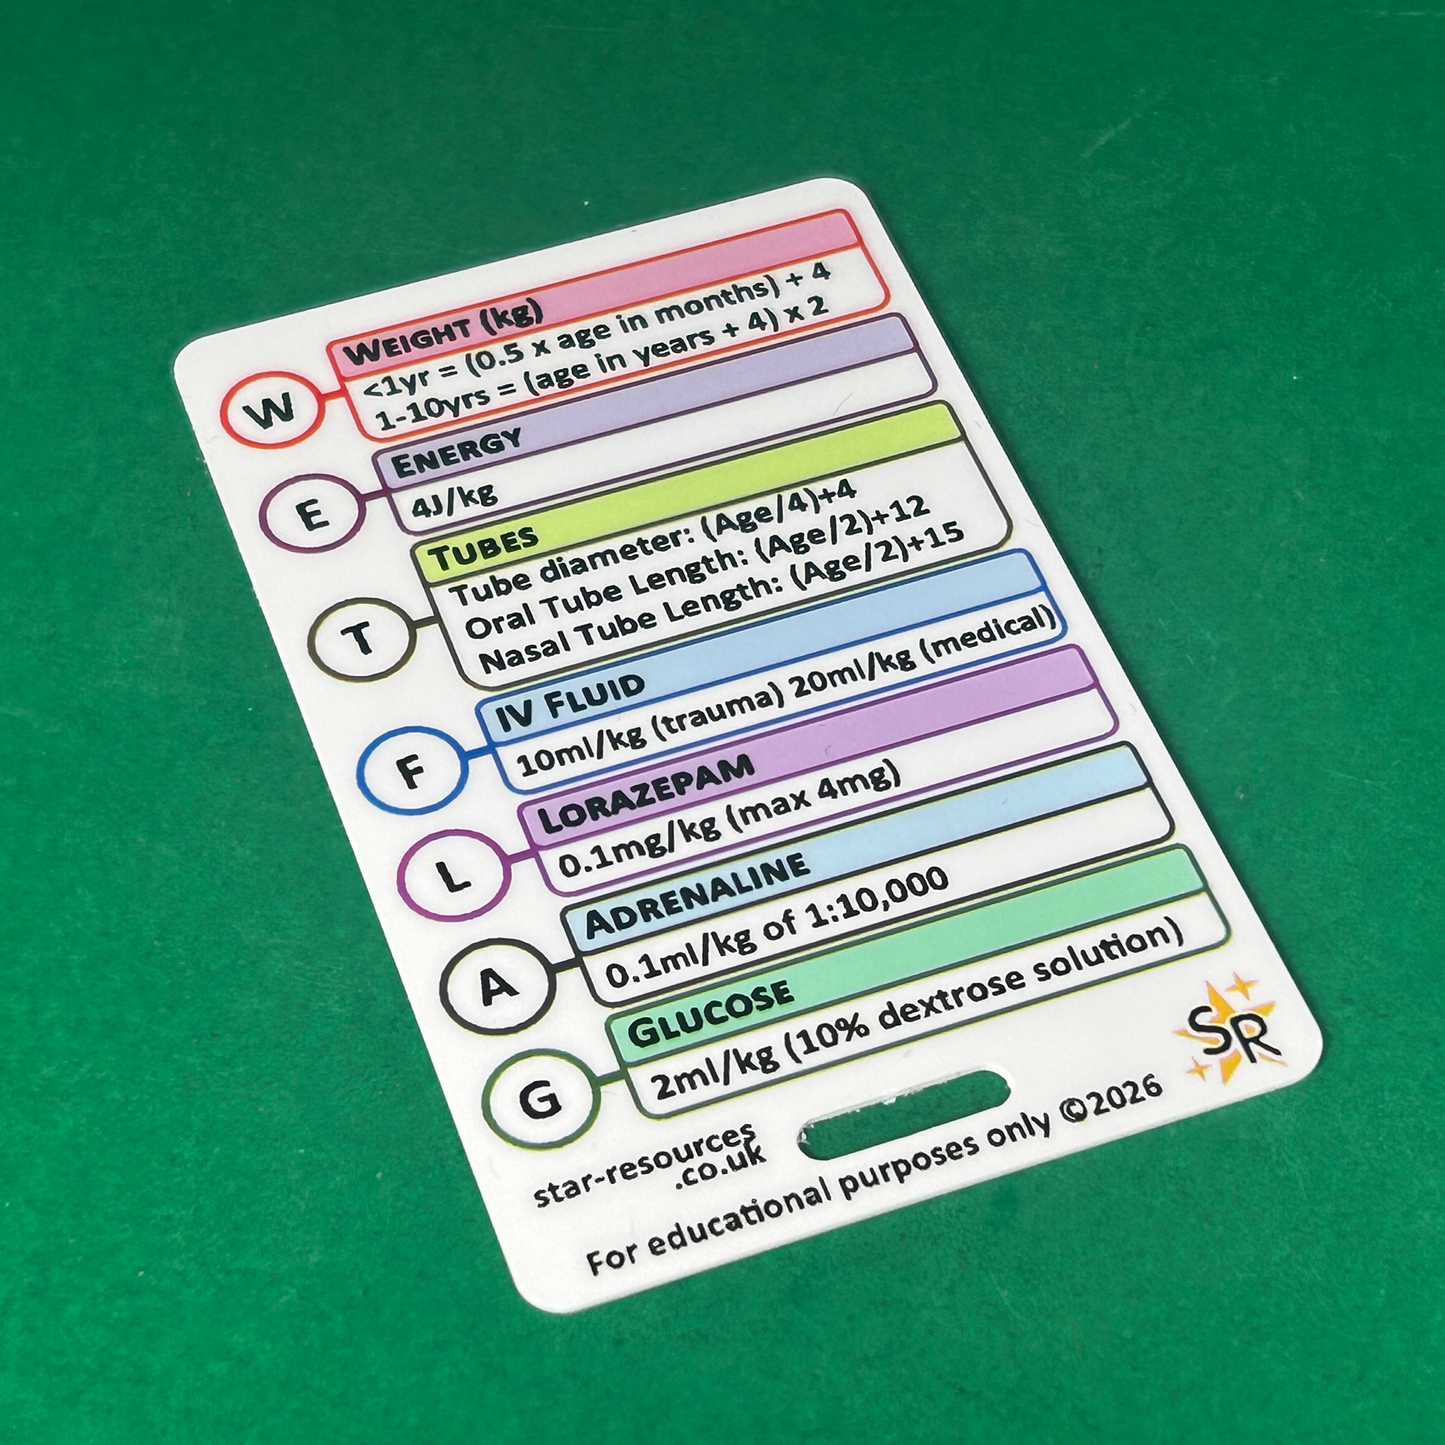 W
WEIGHT (kg)
<1yr = (0.5 x age in months) + 4
1-10yrs = (age in years + 4) x 2
E
ENERGY
4J/kg
T
TUBES
Tube diameter: (Age/4)+4
Oral Tube Length: (Age/2)+12
Nasal Tube Length: (Age/2)+15
F
IV FLUID
10ml/kg (trauma) 20ml/kg (medical)
L
LORAZEPAM
0.1mg/kg (max 4mg)
A
ADRENALINE
0.1ml/kg of 1:10,000
G
GLUCOSE
2ml/kg (10% dextrose solution)
star-resources
.co.uk
SR
For educational purposes only ©2026